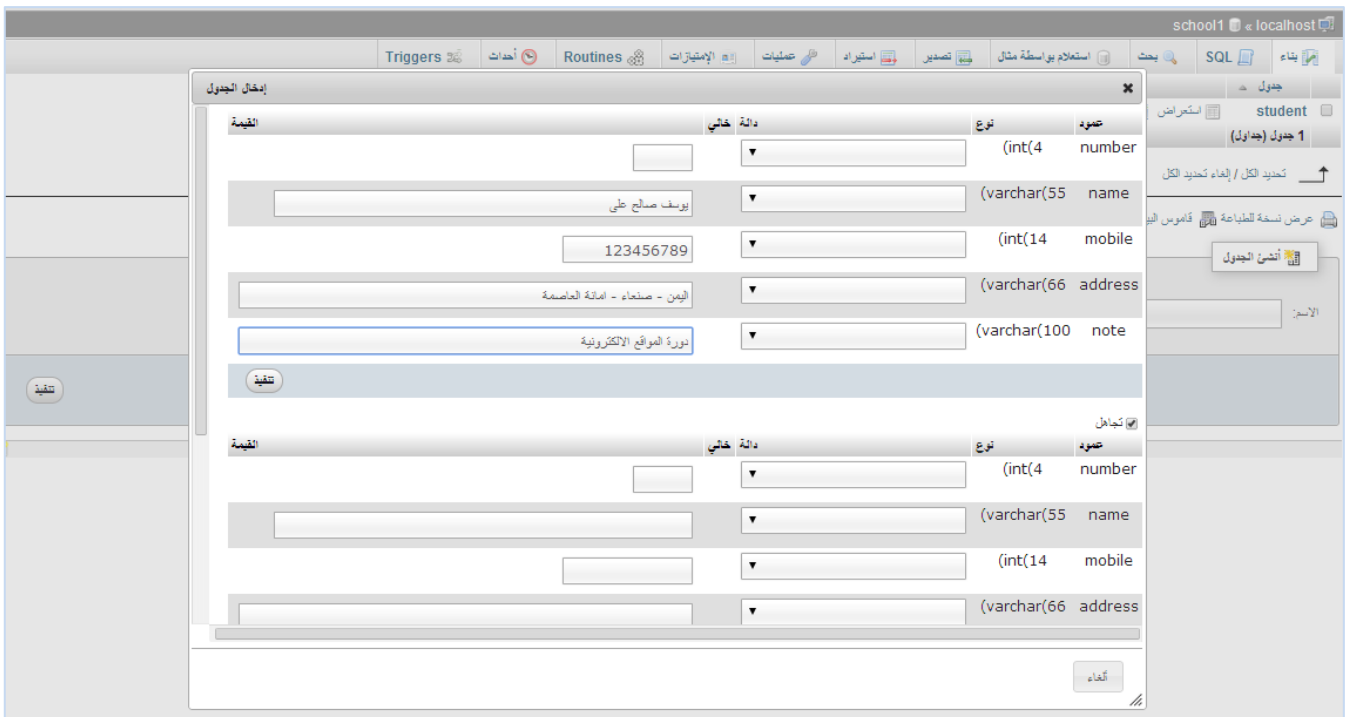 school1 » localhost
بناء SQL بحث استعلام بواسطة مثال تصدير استيراد عمليات الإمتيازات Routines أحداث Triggers
جدول
student استعراض
1 جدول (جداول)
تحديد الكل / إلغاء تحديد الكل
عرض نسخة للطباعة قاموس البي
أنشئ الجدول
الاسم:
تنفيذ
إدخال الجدول
عمود نوع دالة خالي القيمة
number (int(4
name (varchar(55 يوسف صالح على
mobile (int(14 123456789
address (varchar(66 اليمن - صنعاء - امانة العاصمة
note (varchar(100 دورة المواقع الالكترونية
تنفيذ
تجاهل
عمود نوع دالة خالي القيمة
number (int(4
name (varchar(55
mobile (int(14
address (varchar(66
ألغاء